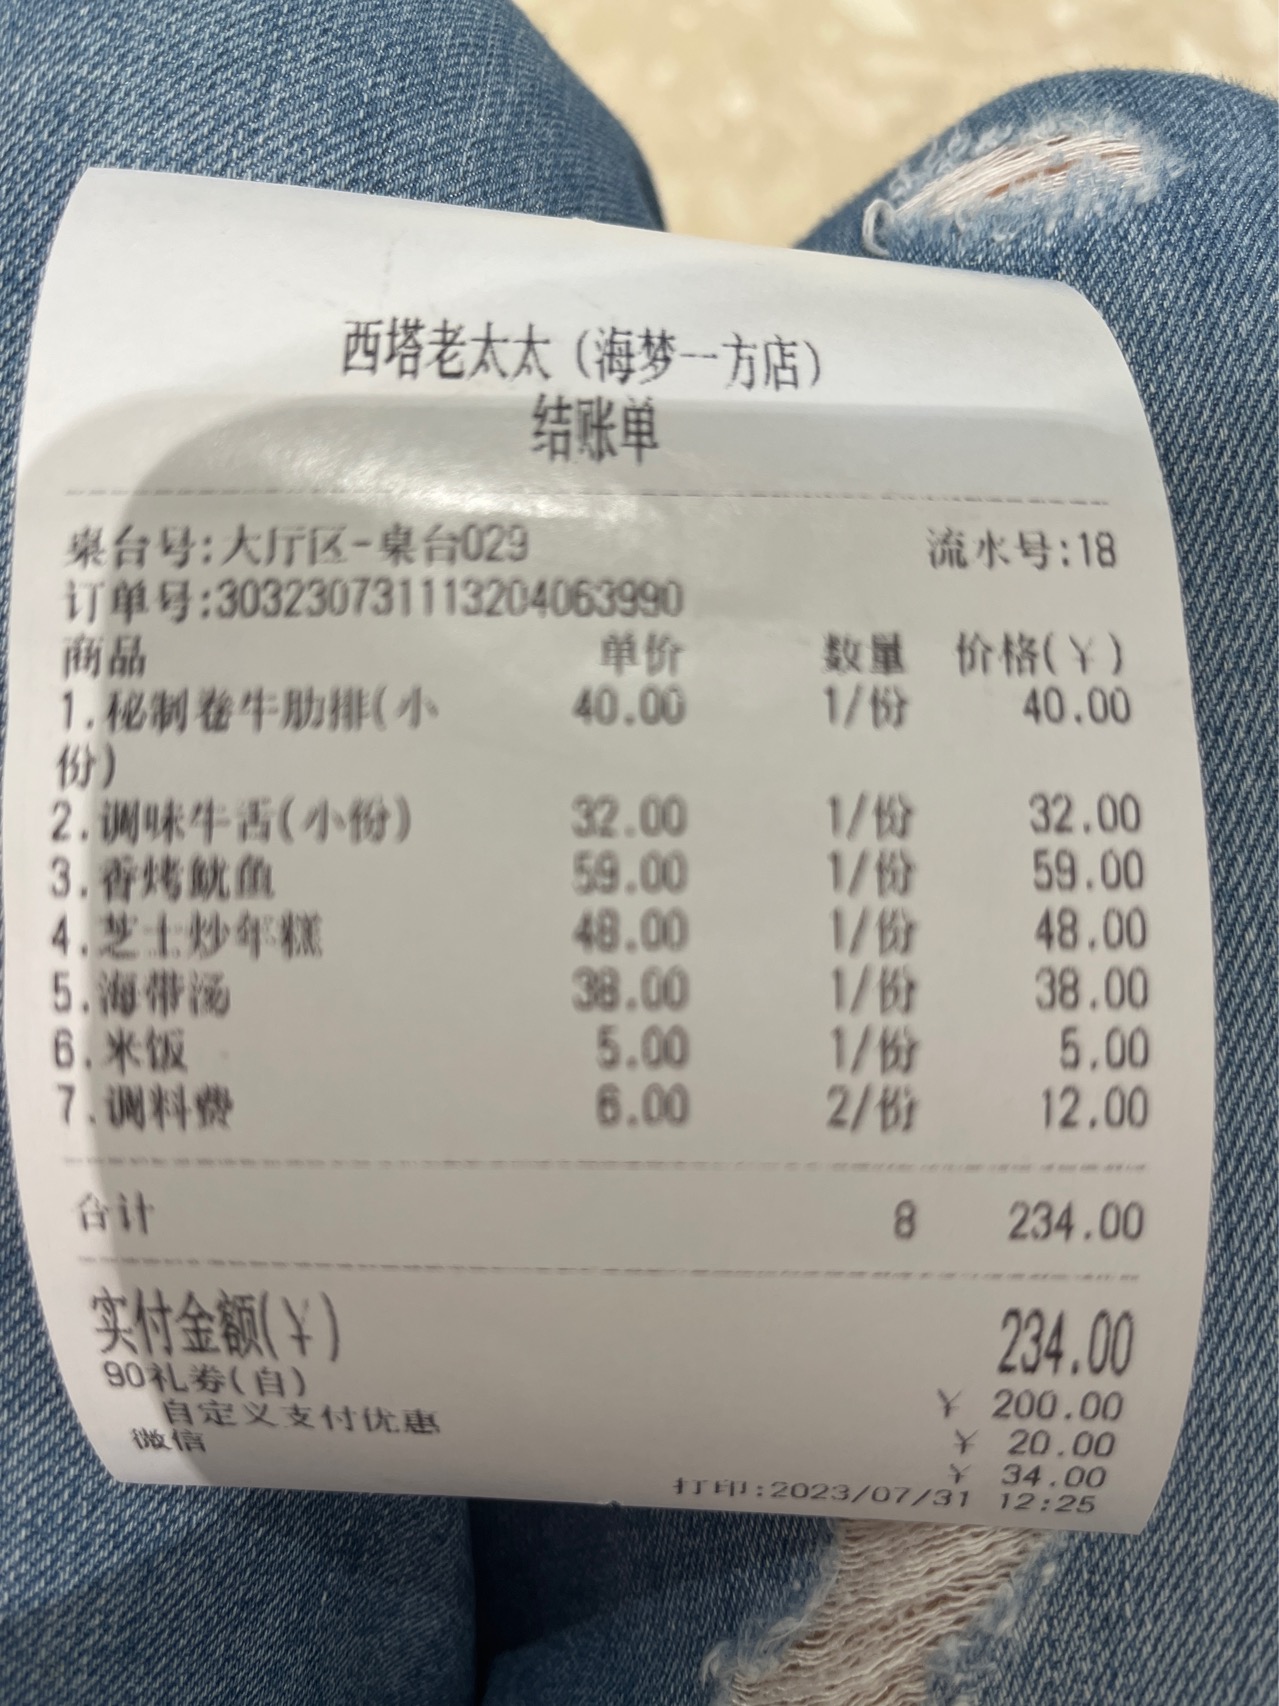 西塔老太太(海梦一方店)
结账单
桌台号:大厅区-桌台029 流水号:18
订单号:303230731113204063990
商品 单价 数量 价格(¥)
1.秘制卷牛肋排(小 40.00 1/份 40.00
份)
2.调味牛舌(小份) 32.00 1/份 32.00
3.香烤鱿鱼 59.00 1/份 59.00
4.芝士炒年糕 48.00 1/份 48.00
5.海带汤 38.00 1/份 38.00
6.米饭 5.00 1/份 5.00
7.调料费 6.00 2/份 12.00
合计 8 234.00
实付金额(¥) 234.00
90礼券(自) ¥ 200.00
自定义支付优惠 ¥ 20.00
微信 ¥ 34.00
打印:2023/07/31 12:25